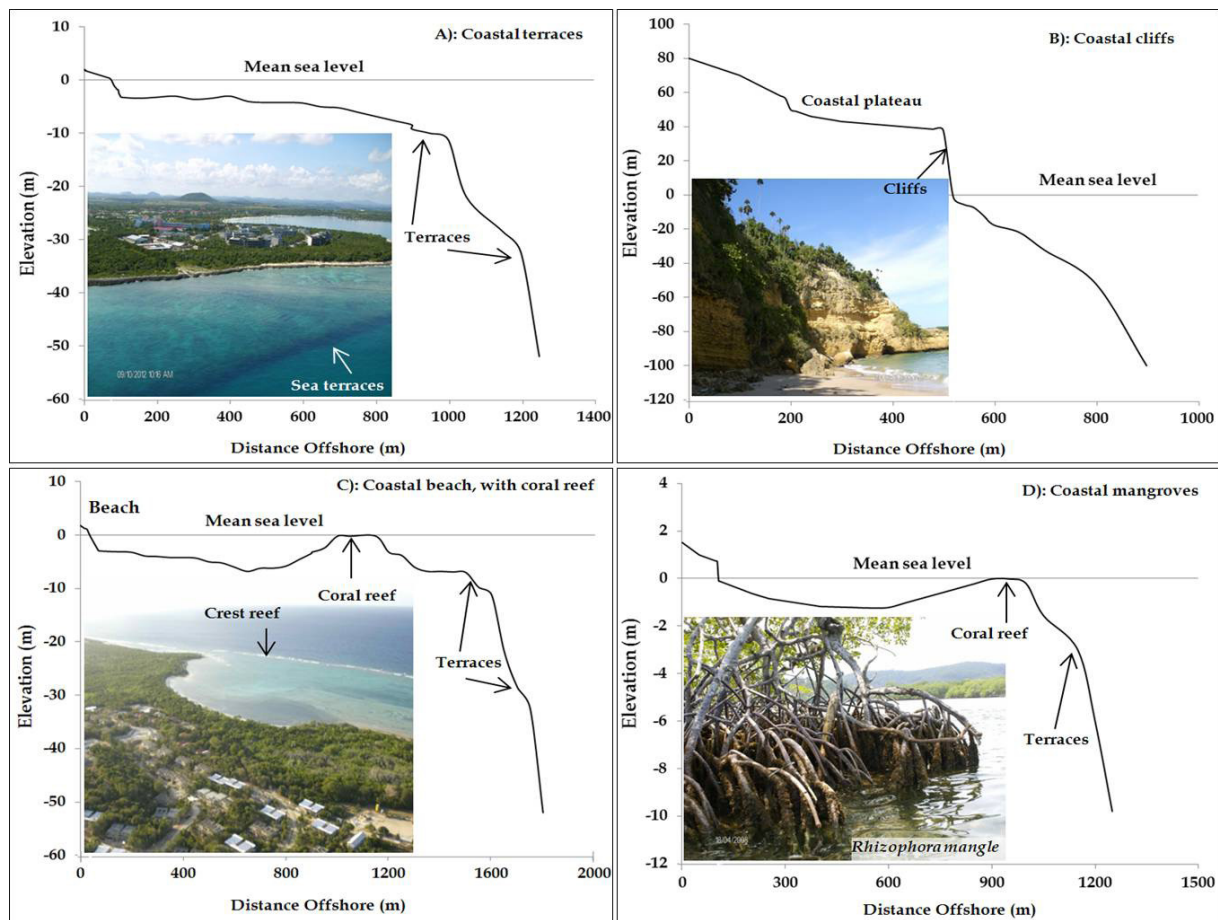 A): Coastal terraces
10
0
-10
-20
-30
-40
-50
-60
Elevation (m)
Mean sea level
Terraces
09/10/2012 10:16 AM
Sea terraces
0 200 400 600 800 1000 1200 1400
Distance Offshore (m)
B): Coastal cliffs
100
80
60
40
20
0
-20
-40
-60
-80
-100
-120
Elevation (m)
Coastal plateau
Cliffs
Mean sea level
0 200 400 600 800 1000
Distance Offshore (m)
C): Coastal beach, with coral reef
10
0
-10
-20
-30
-40
-50
-60
Elevation (m)
Beach
Mean sea level
Coral reef
Crest reef
Terraces
0 400 800 1200 1600 2000
Distance Offshore (m)
D): Coastal mangroves
4
2
0
-2
-4
-6
-8
-10
-12
Elevation (m)
Mean sea level
Coral reef
Terraces
Rhizophora mangle
0 300 600 900 1200 1500
Distance Offshore (m)